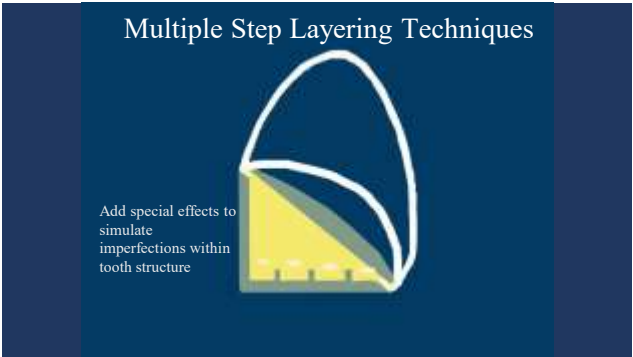 Multiple Step Layering Techniques
Add special effects to
simulate
imperfections within
tooth structure